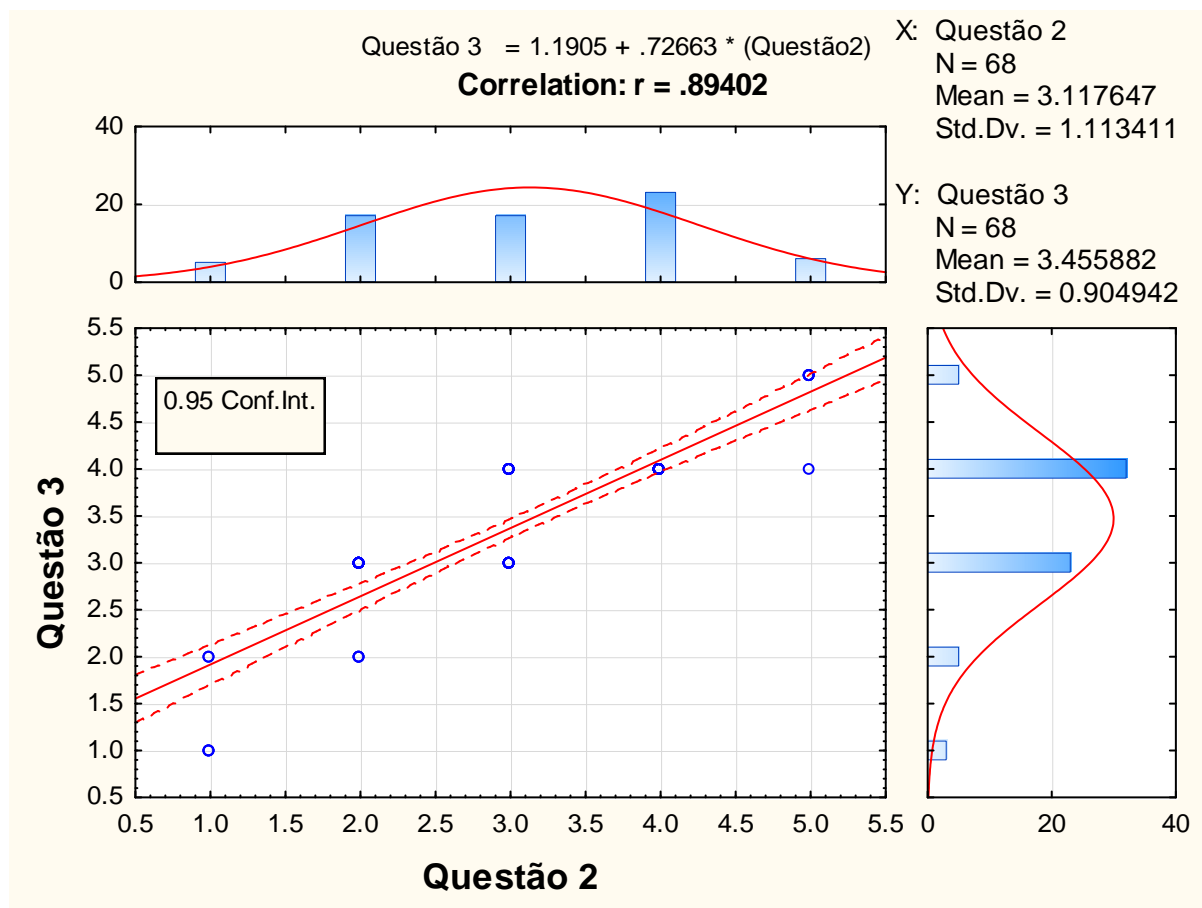 Questão 3 = 1.1905 + .72663 * (Questão2)
Correlation: r = .89402
X: Questão 2
N = 68
Mean = 3.117647
Std.Dv. = 1.113411
Y: Questão 3
N = 68
Mean = 3.455882
Std.Dv. = 0.904942
40
20
0
5.5
5.0
4.5
4.0
3.5
3.0
2.5
2.0
1.5
1.0
0.5
0.95 Conf.Int.
Questão 3
0.5 1.0 1.5 2.0 2.5 3.0 3.5 4.0 4.5 5.0 5.5
0 20 40
Questão 2